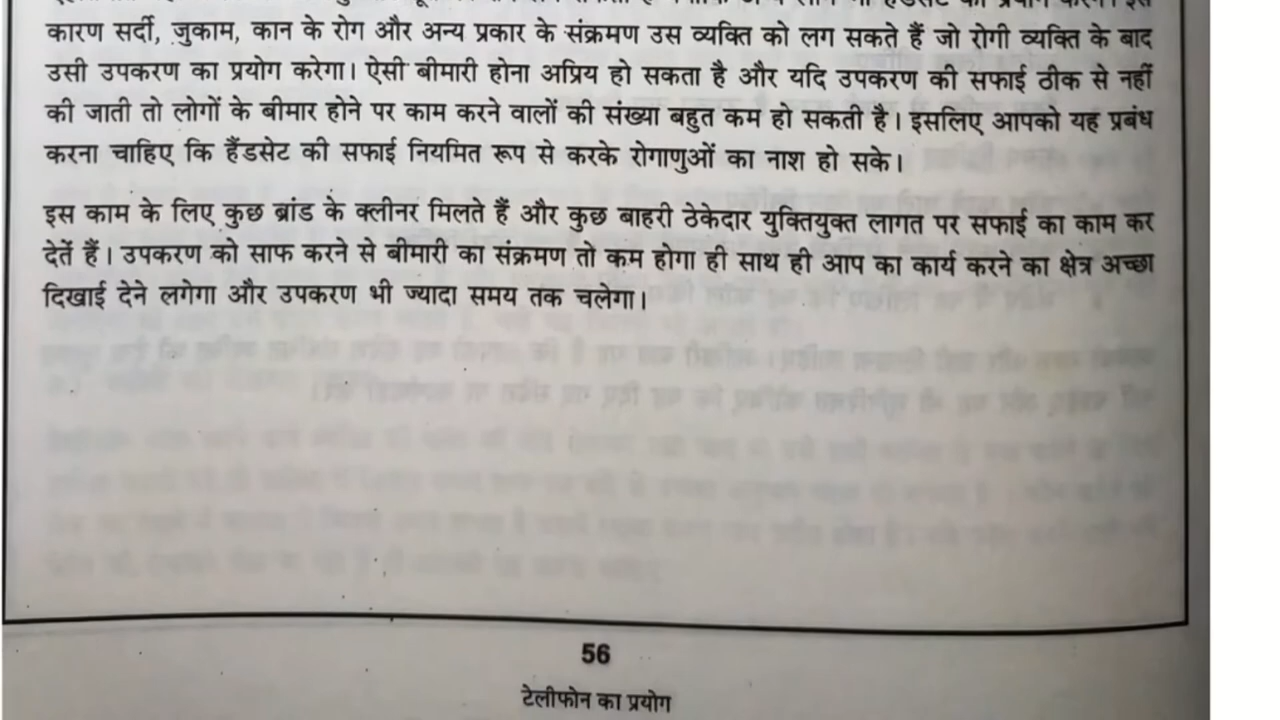 कारण सर्दी, जुकाम, कान के रोग और अन्य प्रकार के संक्रमण उस व्यक्ति को लग सकते हैं जो रोगी व्यक्ति के बाद
उसी उपकरण का प्रयोग करेगा। ऐसी बीमारी होना अप्रिय हो सकता है और यदि उपकरण की सफाई ठीक से नहीं
की जाती तो लोगों के बीमार होने पर काम करने वालों की संख्या बहुत कम हो सकती है। इसलिए आपको यह प्रबंध
करना चाहिए कि हैंडसेट की सफाई नियमित रूप से करके रोगाणुओं का नाश हो सके।
इस काम के लिए कुछ ब्रांड के क्लीनर मिलते हैं और कुछ बाहरी ठेकेदार युक्तियुक्त लागत पर सफाई का काम कर
देतें हैं। उपकरण को साफ करने से बीमारी का संक्रमण तो कम होगा ही साथ ही आप का कार्य करने का क्षेत्र अच्छा
दिखाई देने लगेगा और उपकरण भी ज्यादा समय तक चलेगा।
56
टेलीफोन का प्रयोग